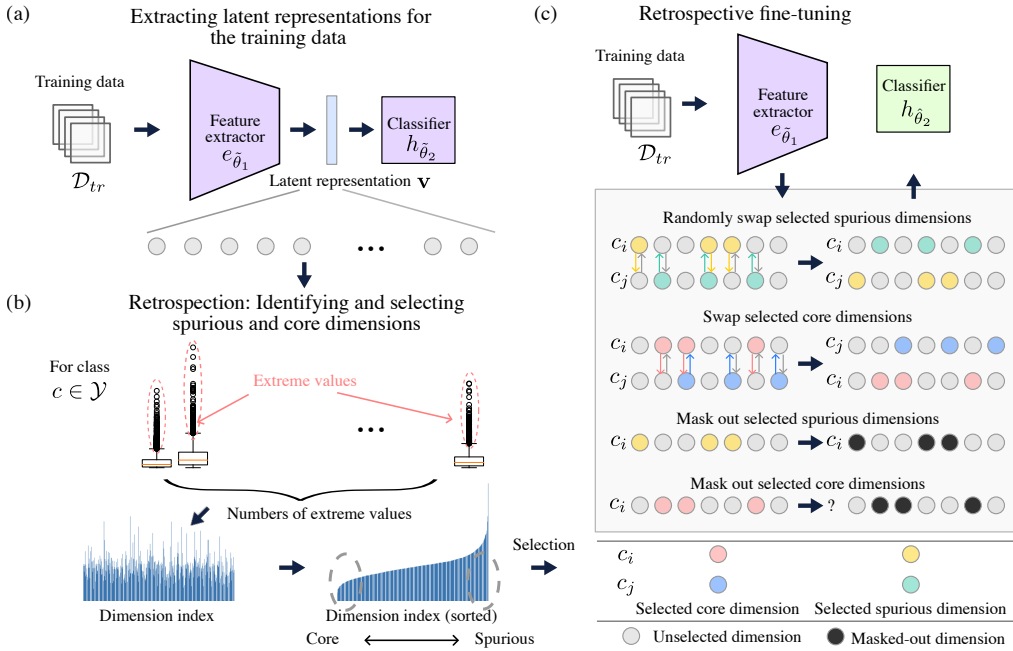 (a)
Extracting latent representations for
the training data
Training data
𝒟_tr
Feature
extractor
e_θ̃₁
Classifier
h_θ̃₂
Latent representation v
...
(b)
Retrospection: Identifying and selecting
spurious and core dimensions
For class
c ∈ 𝒴
Extreme values
...
Numbers of extreme values
Dimension index
Dimension index (sorted)
Core
Spurious
Selection
(c)
Retrospective fine-tuning
Training data
𝒟_tr
Feature
extractor
e_θ̃₁
Classifier
h_θ̂₂
Randomly swap selected spurious dimensions
c_i c_i
c_j c_j
Swap selected core dimensions
c_i c_j
c_j c_i
Mask out selected spurious dimensions
c_i c_i
Mask out selected core dimensions
c_i ?
c_i
c_j
Selected core dimension Selected spurious dimension
Unselected dimension Masked-out dimension